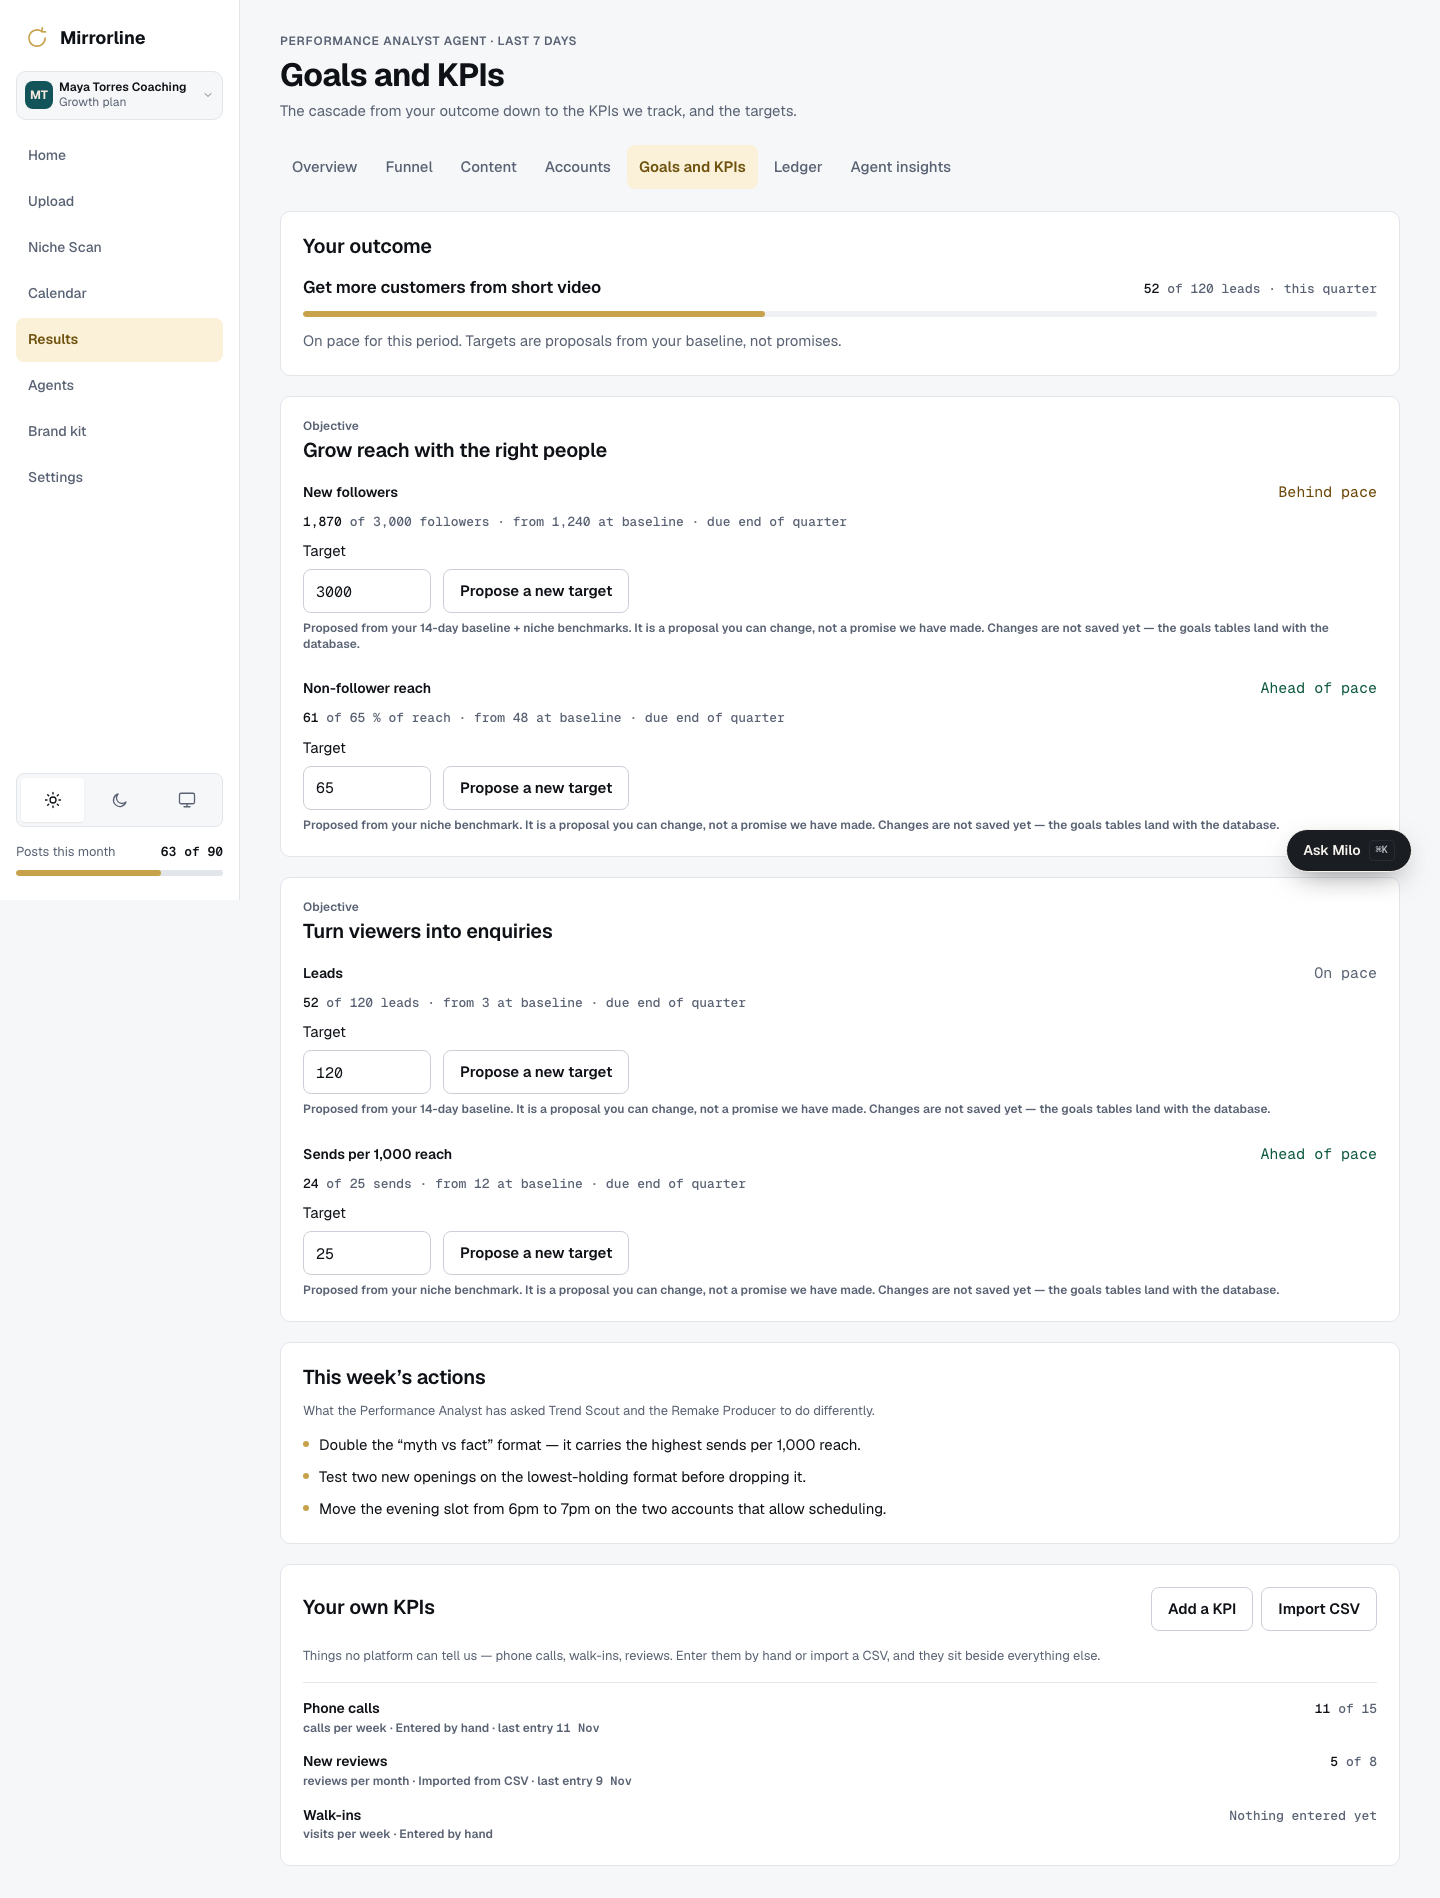 Mirrorline
MT
Maya Torres Coaching
Growth plan
Home
Upload
Niche Scan
Calendar
Results
Agents
Brand kit
Settings
Posts this month 63 of 90
PERFORMANCE ANALYST AGENT · LAST 7 DAYS
Goals and KPIs
The cascade from your outcome down to the KPIs we track, and the targets.
Overview Funnel Content Accounts Goals and KPIs Ledger Agent insights
Your outcome
Get more customers from short video 52 of 120 leads · this quarter
On pace for this period. Targets are proposals from your baseline, not promises.
Objective
Grow reach with the right people
New followers Behind pace
1,870 of 3,000 followers · from 1,240 at baseline · due end of quarter
Target
3000 Propose a new target
Proposed from your 14-day baseline + niche benchmarks. It is a proposal you can change, not a promise we have made. Changes are not saved yet — the goals tables land with the
database.
Non-follower reach Ahead of pace
61 of 65 % of reach · from 48 at baseline · due end of quarter
Target
65 Propose a new target
Proposed from your niche benchmark. It is a proposal you can change, not a promise we have made. Changes are not saved yet — the goals tables land with the database.
Ask Milo ⌘K
Objective
Turn viewers into enquiries
Leads On pace
52 of 120 leads · from 3 at baseline · due end of quarter
Target
120 Propose a new target
Proposed from your 14-day baseline. It is a proposal you can change, not a promise we have made. Changes are not saved yet — the goals tables land with the database.
Sends per 1,000 reach Ahead of pace
24 of 25 sends · from 12 at baseline · due end of quarter
Target
25 Propose a new target
Proposed from your niche benchmark. It is a proposal you can change, not a promise we have made. Changes are not saved yet — the goals tables land with the database.
This week’s actions
What the Performance Analyst has asked Trend Scout and the Remake Producer to do differently.
Double the “myth vs fact” format — it carries the highest sends per 1,000 reach.
Test two new openings on the lowest-holding format before dropping it.
Move the evening slot from 6pm to 7pm on the two accounts that allow scheduling.
Your own KPIs Add a KPI Import CSV
Things no platform can tell us — phone calls, walk-ins, reviews. Enter them by hand or import a CSV, and they sit beside everything else.
Phone calls 11 of 15
calls per week · Entered by hand · last entry 11 Nov
New reviews 5 of 8
reviews per month · Imported from CSV · last entry 9 Nov
Walk-ins Nothing entered yet
visits per week · Entered by hand